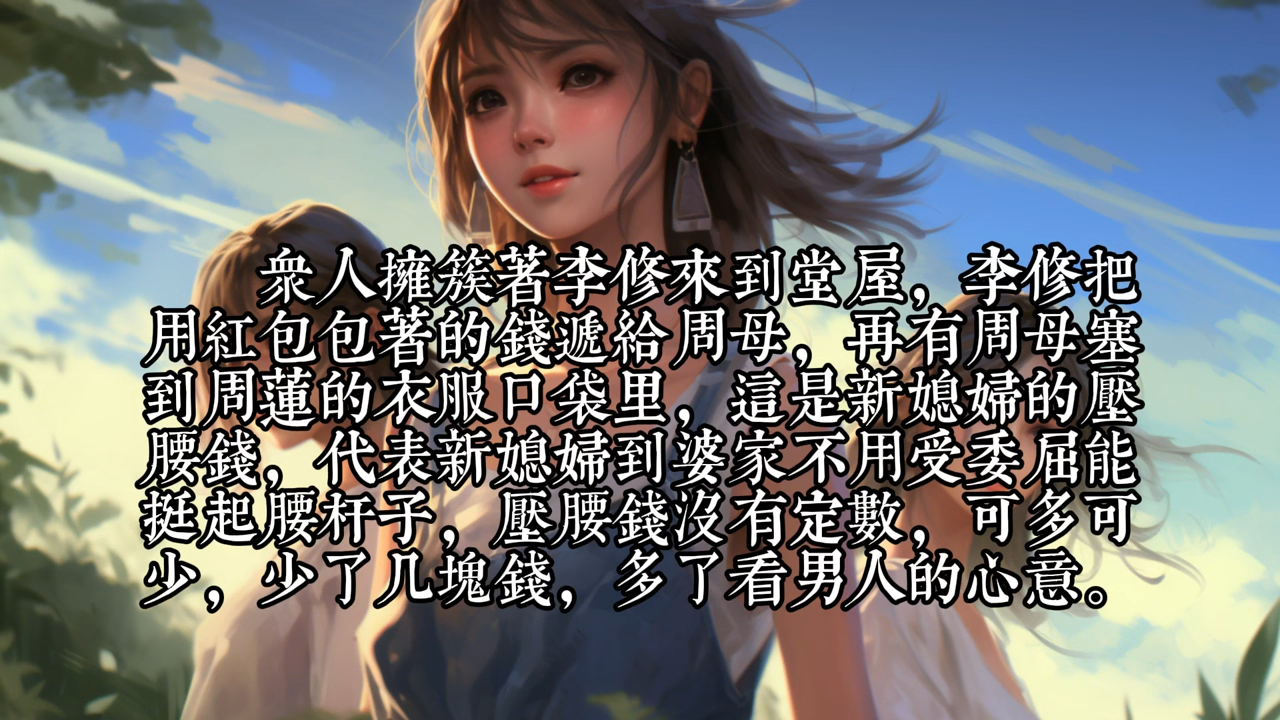 衆人擁簇著李修來到堂屋，李修把
用紅包包著的錢遞給周母，再有周母塞
到周蓮的衣服口袋里，這是新媳婦的壓
腰錢，代表新媳婦到婆家不用受委屈能
挺起腰杆子，壓腰錢沒有定數，可多可
少，少了几塊錢，多了看男人的心意。